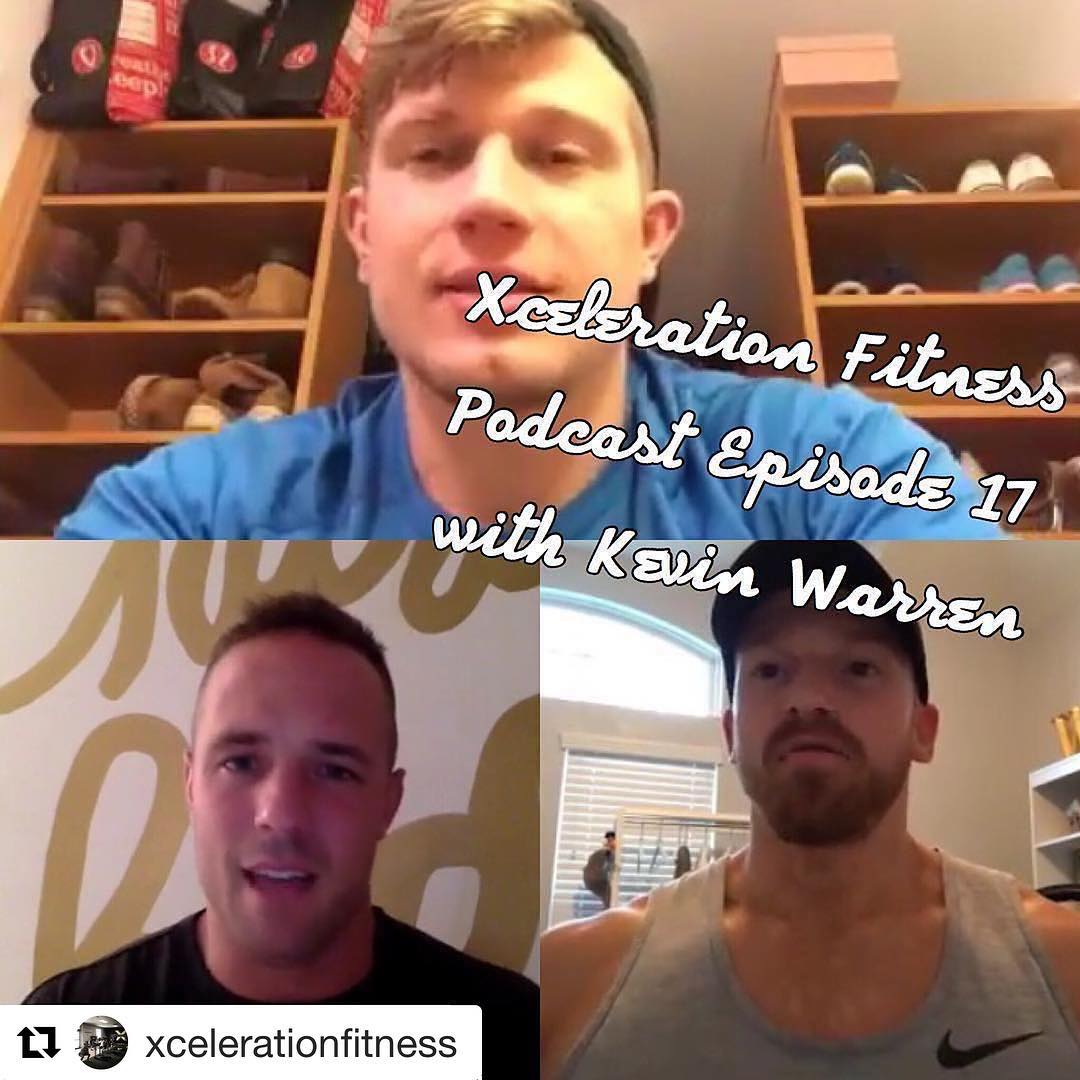 Xceleration Fitness
Podcast Episode 17
with Kevin Warren
xcelerationfitness